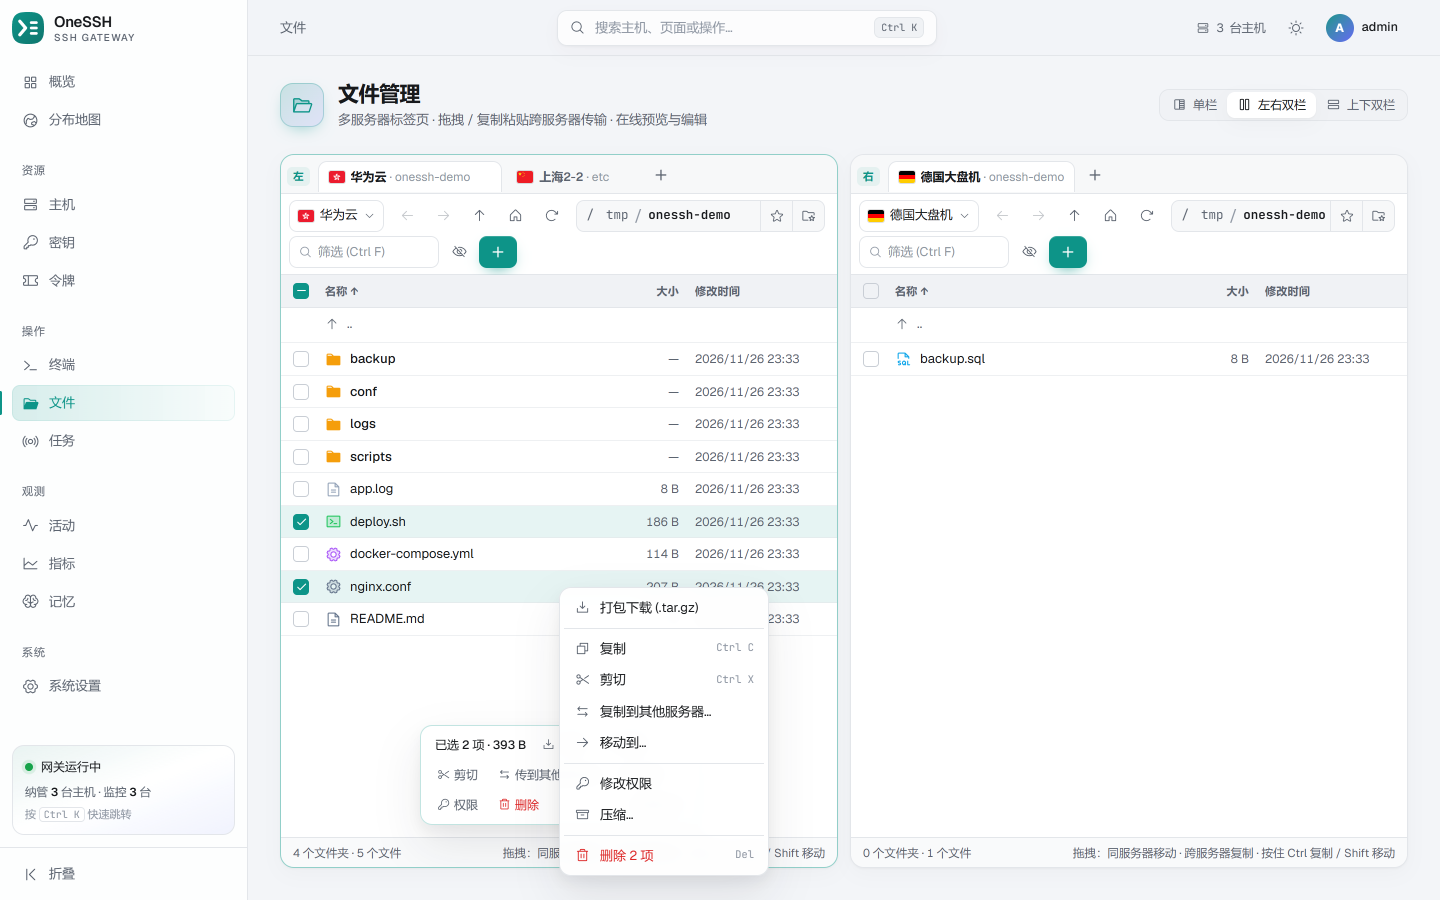 OneSSH
SSH GATEWAY
概览
分布地图
资源
主机
密钥
令牌
操作
终端
文件
任务
观测
活动
指标
记忆
系统
系统设置
网关运行中
纳管 3 台主机 · 监控 3 台
按 Ctrl K 快速跳转
折叠
文件
搜索主机、页面或操作...
Ctrl K
3 台主机
A
admin
文件管理
多服务器标签页 · 拖拽 / 复制粘贴跨服务器传输 · 在线预览与编辑
单栏
左右双栏
上下双栏
左
华为云 · onessh-demo
上海2-2 · etc
华为云
/ tmp / onessh-demo
筛选 (Ctrl F)
名称 ↑ 大小 修改时间
..
backup — 2026/11/26 23:33
conf — 2026/11/26 23:33
logs — 2026/11/26 23:33
scripts — 2026/11/26 23:33
app.log 8 B 2026/11/26 23:33
deploy.sh 186 B 2026/11/26 23:33
docker-compose.yml 114 B 2026/11/26 23:33
nginx.conf 207 B 2026/11/26 23:33
README.md 23:33
已选 2 项 · 393 B
剪切
传到其他
权限
删除
打包下载 (.tar.gz)
复制 Ctrl C
剪切 Ctrl X
复制到其他服务器...
移动到...
修改权限
压缩...
删除 2 项 Del
4 个文件夹 · 5 个文件
拖拽：同服
/ Shift 移动
右
德国大盘机 · onessh-demo
德国大盘机
/ tmp / onessh-demo
筛选 (Ctrl F)
名称 ↑ 大小 修改时间
..
backup.sql 8 B 2026/11/26 23:33
0 个文件夹 · 1 个文件
拖拽：同服务器移动 · 跨服务器复制 · 按住 Ctrl 复制 / Shift 移动